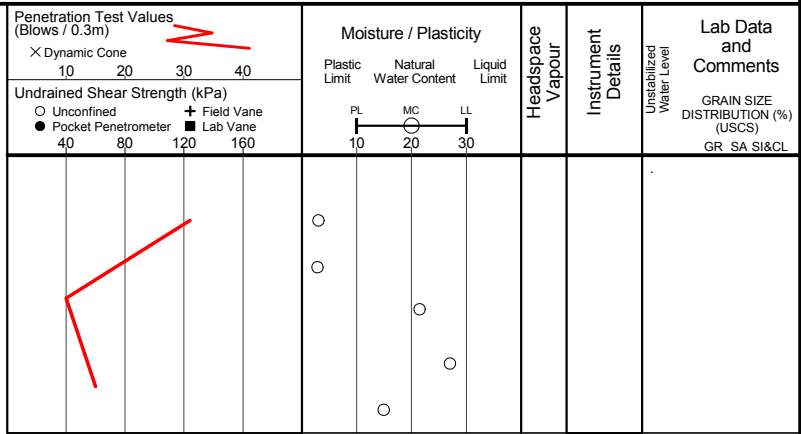 Penetration Test Values
(Blows / 0.3m)
× Dynamic Cone
10 20 30 40
Undrained Shear Strength (kPa)
○ Unconfined + Field Vane
● Pocket Penetrometer ■ Lab Vane
40 80 120 160
Moisture / Plasticity
Plastic Limit
Natural Water Content
Liquid Limit
PL MC LL
10 20 30
Headspace
Vapour
Instrument
Details
Unstabilized
Water Level
Lab Data
and
Comments
GRAIN SIZE
DISTRIBUTION (%)
(USCS)
GR SA SI&CL